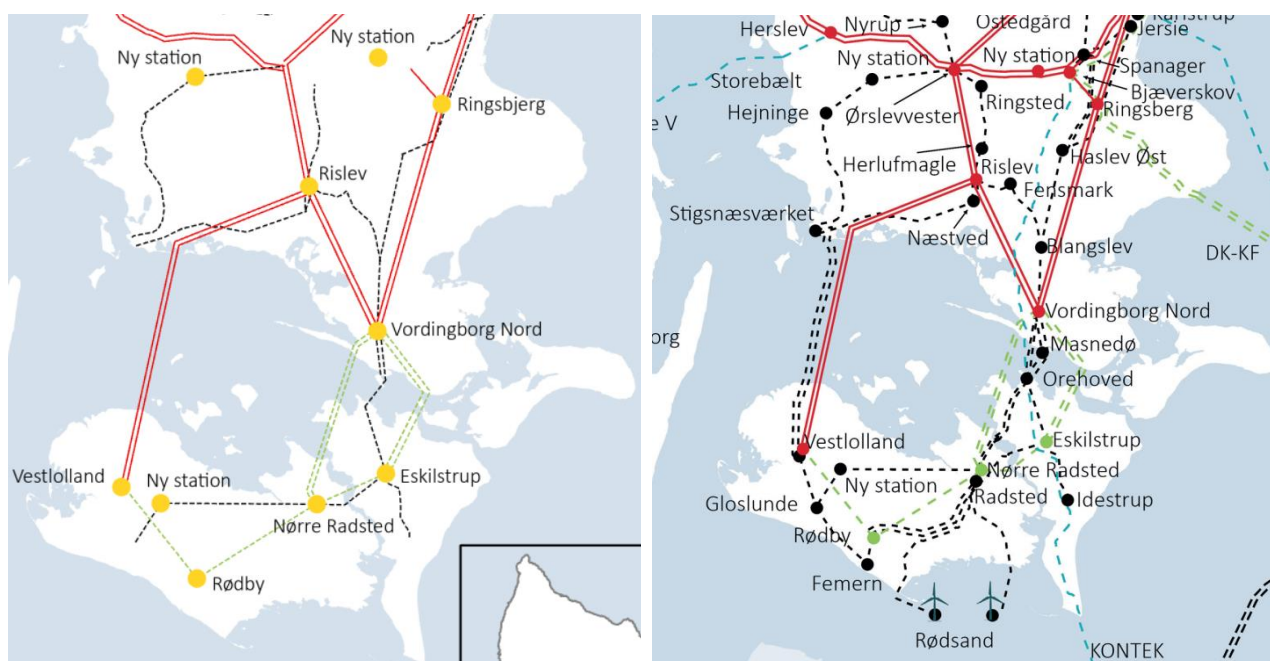 Ny station
Ny station
Ringsbjerg
Rislev
Vordingborg Nord
Vestlolland
Ny station
Eskilstrup
Nørre Radsted
Rødby
Nyrup
Ostedgård
Herslev
Jersie
Ny station
Ny station
Spanager
Storebælt
Bjæverskov
Ringsted
Hejninge
Ørslevvester
Ringsberg
e V
Herlufmagle
Haslev Øst
Rislev
Fensmark
Stigsnæsværket
Næstved
Blangslev
DK-KF
Vordingborg Nord
org
Masnedø
Orehoved
Vestlolland
Eskilstrup
Nørre Radsted
Ny station
Radsted
Gloslunde
Idestrup
Rødby
Femern
Rødsand
KONTEK